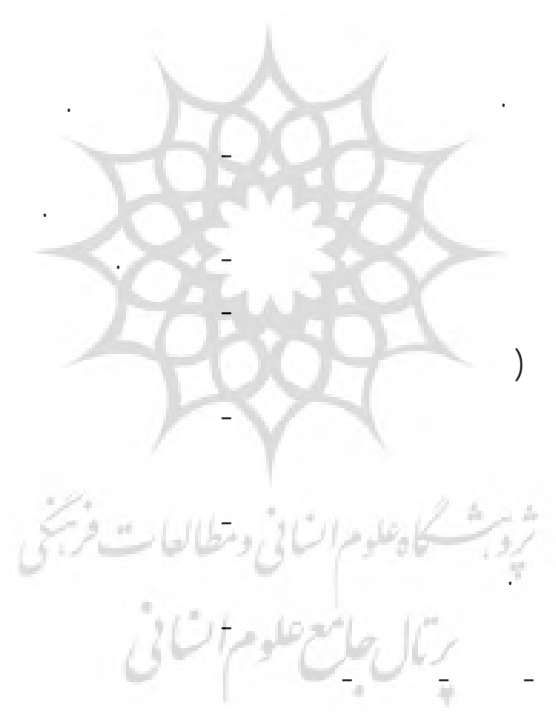 پژوهشگاه علوم انسانی و مطالعات فرهنگی
پرتال جامع علوم انسانی